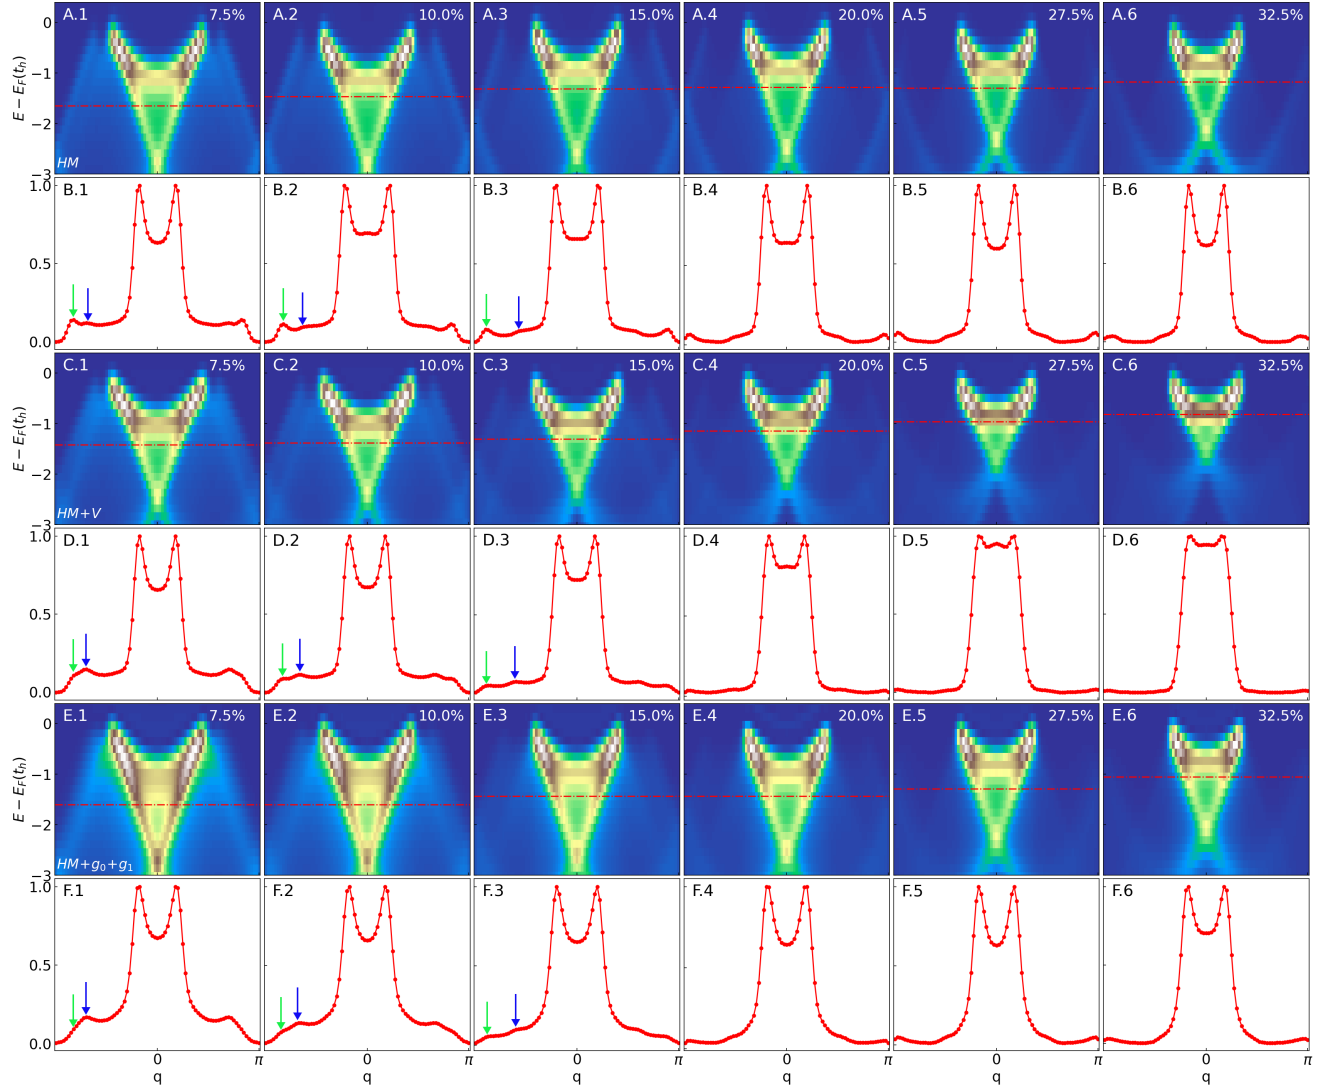 A.1 7.5% A.2 10.0% A.3 15.0% A.4 20.0% A.5 27.5% A.6 32.5%
0
−1
−2
−3
E − E_F(t_h)
HM
B.1 B.2 B.3 B.4 B.5 B.6
1.0
0.5
0.0
C.1 7.5% C.2 10.0% C.3 15.0% C.4 20.0% C.5 27.5% C.6 32.5%
0
−1
−2
−3
E − E_F(t_h)
HM+V
D.1 D.2 D.3 D.4 D.5 D.6
1.0
0.5
0.0
E.1 7.5% E.2 10.0% E.3 15.0% E.4 20.0% E.5 27.5% E.6 32.5%
0
−1
−2
−3
E − E_F(t_h)
HM+g₀+g₁
F.1 F.2 F.3 F.4 F.5 F.6
1.0
0.5
0.0
0 π 0 π 0 π 0 π 0 π 0 π
q q q q q q